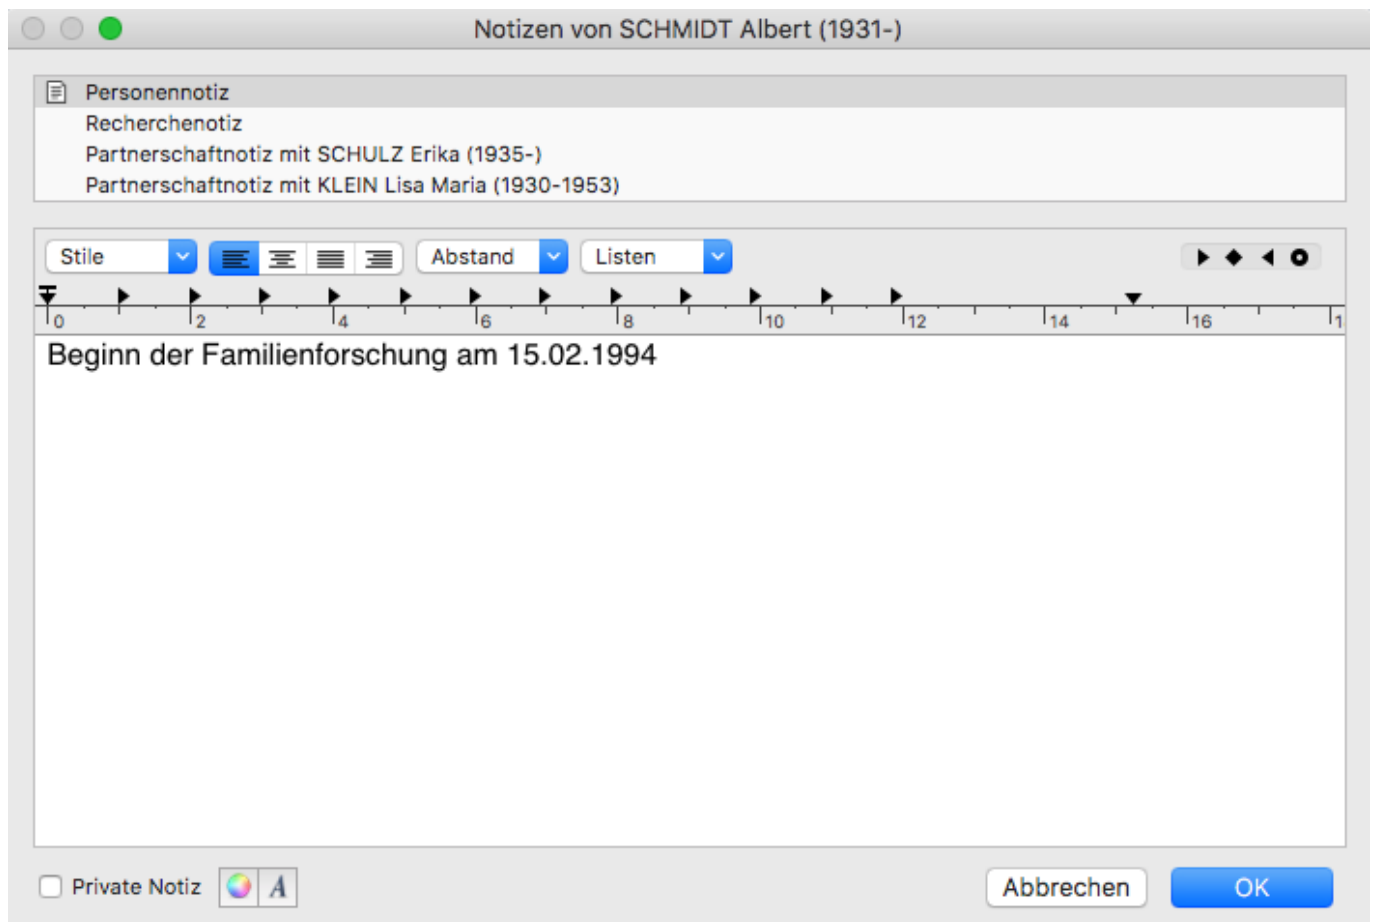 Notizen von SCHMIDT Albert (1931-)
Personennotiz
Recherchenotiz
Partnerschaftnotiz mit SCHULZ Erika (1935-)
Partnerschaftnotiz mit KLEIN Lisa Maria (1930-1953)
Stile Abstand Listen
0 2 4 6 8 10 12 14 16 1
Beginn der Familienforschung am 15.02.1994
Private Notiz A Abbrechen OK